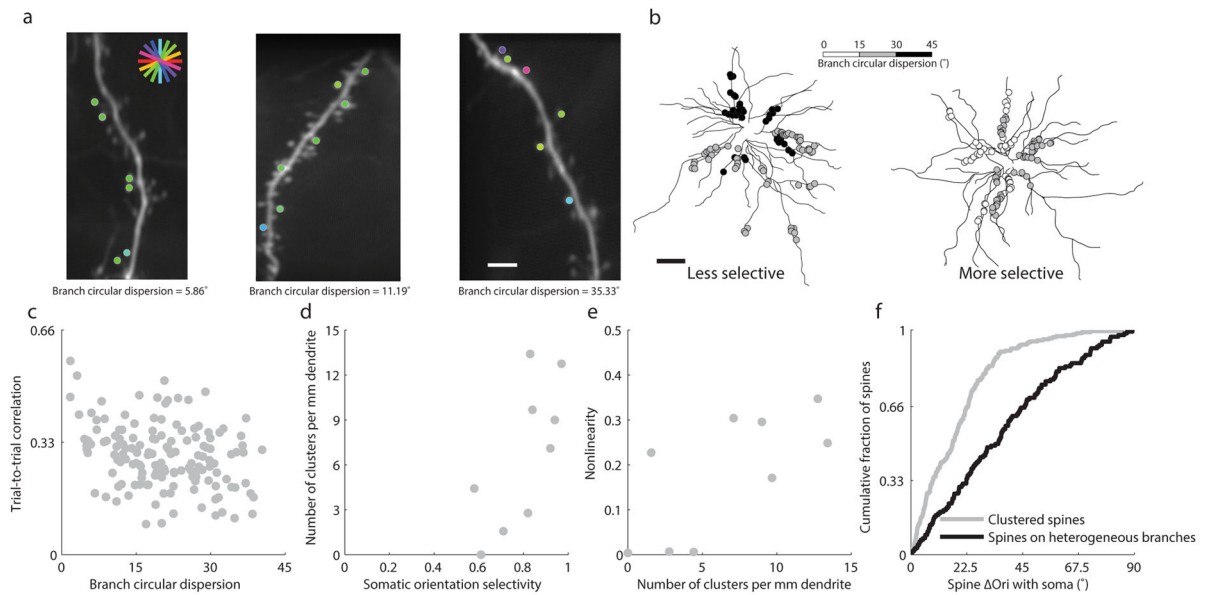 a
Branch circular dispersion = 5.86°
Branch circular dispersion = 11.19°
Branch circular dispersion = 35.33°
b
0 15 30 45
Branch circular dispersion (°)
Less selective
More selective
c
0.66
0.33
0
Trial-to-trial correlation
0 15 30 45
Branch circular dispersion
d
15
12
9
6
3
0
Number of clusters per mm dendrite
0 0.2 0.4 0.6 0.8 1
Somatic orientation selectivity
e
0.5
0.4
0.3
0.2
0.1
0
Nonlinearity
0 5 10 15
Number of clusters per mm dendrite
f
1
0.66
0.33
0
Cumulative fraction of spines
Clustered spines
Spines on heterogeneous branches
0 22.5 45 67.5 90
Spine ΔOri with soma (°)